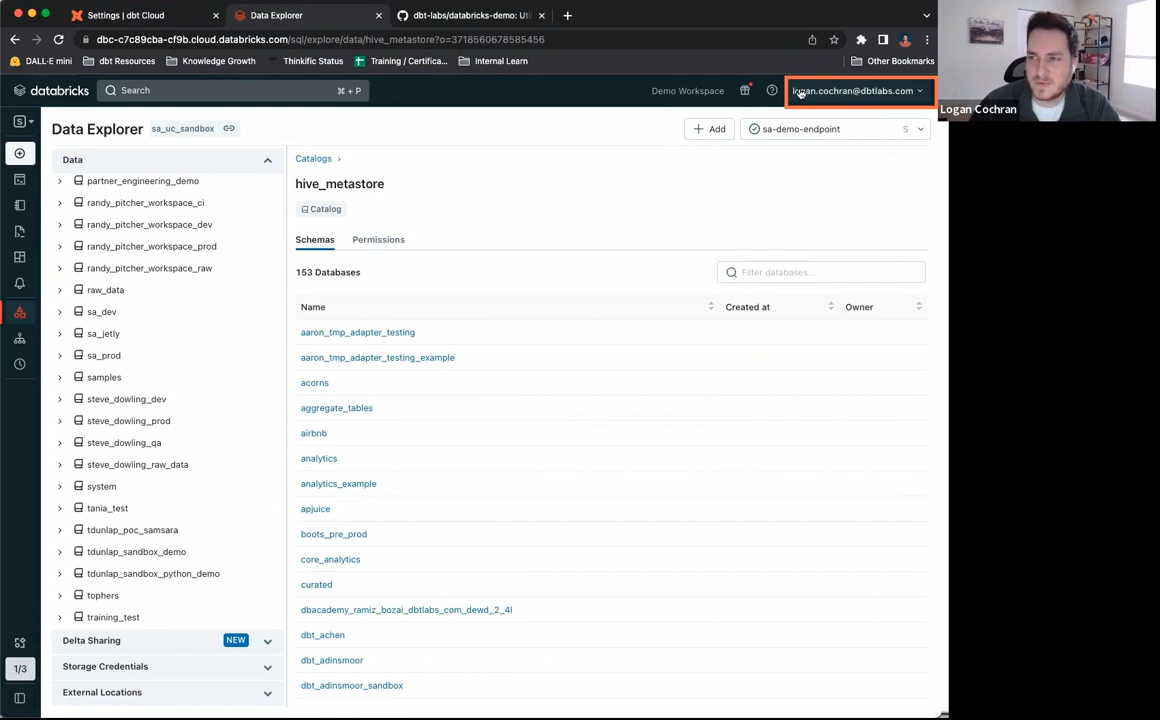 Settings | dbt Cloud
Data Explorer
dbt-labs/databricks-demo: Util
dbc-c7c89cba-cf9b.cloud.databricks.com/sql/explore/data/hive_metastore?o=3718560678585456
DALL-E mini
dbt Resources
Knowledge Growth
Thinkific Status
Training / Certifica...
Internal Learn
Other Bookmarks
databricks
Search
⌘ + P
Demo Workspace
logan.cochran@dbtlabs.com
Logan Cochran
Data Explorer
sa_uc_sandbox
+ Add
sa-demo-endpoint
S
Data
partner_engineering_demo
randy_pitcher_workspace_ci
randy_pitcher_workspace_dev
randy_pitcher_workspace_prod
randy_pitcher_workspace_raw
raw_data
sa_dev
sa_jetly
sa_prod
samples
steve_dowling_dev
steve_dowling_prod
steve_dowling_qa
steve_dowling_raw_data
system
tania_test
tdunlap_poc_samsara
tdunlap_sandbox_demo
tdunlap_sandbox_python_demo
tophers
training_test
Delta Sharing
NEW
Storage Credentials
External Locations
1/3
Catalogs ›
hive_metastore
Catalog
Schemas
Permissions
153 Databases
Filter databases...
Name
Created at
Owner
aaron_tmp_adapter_testing
aaron_tmp_adapter_testing_example
acorns
aggregate_tables
airbnb
analytics
analytics_example
apjuice
boots_pre_prod
core_analytics
curated
dbacademy_ramiz_bozai_dbtlabs_com_dewd_2_4l
dbt_achen
dbt_adinsmoor
dbt_adinsmoor_sandbox